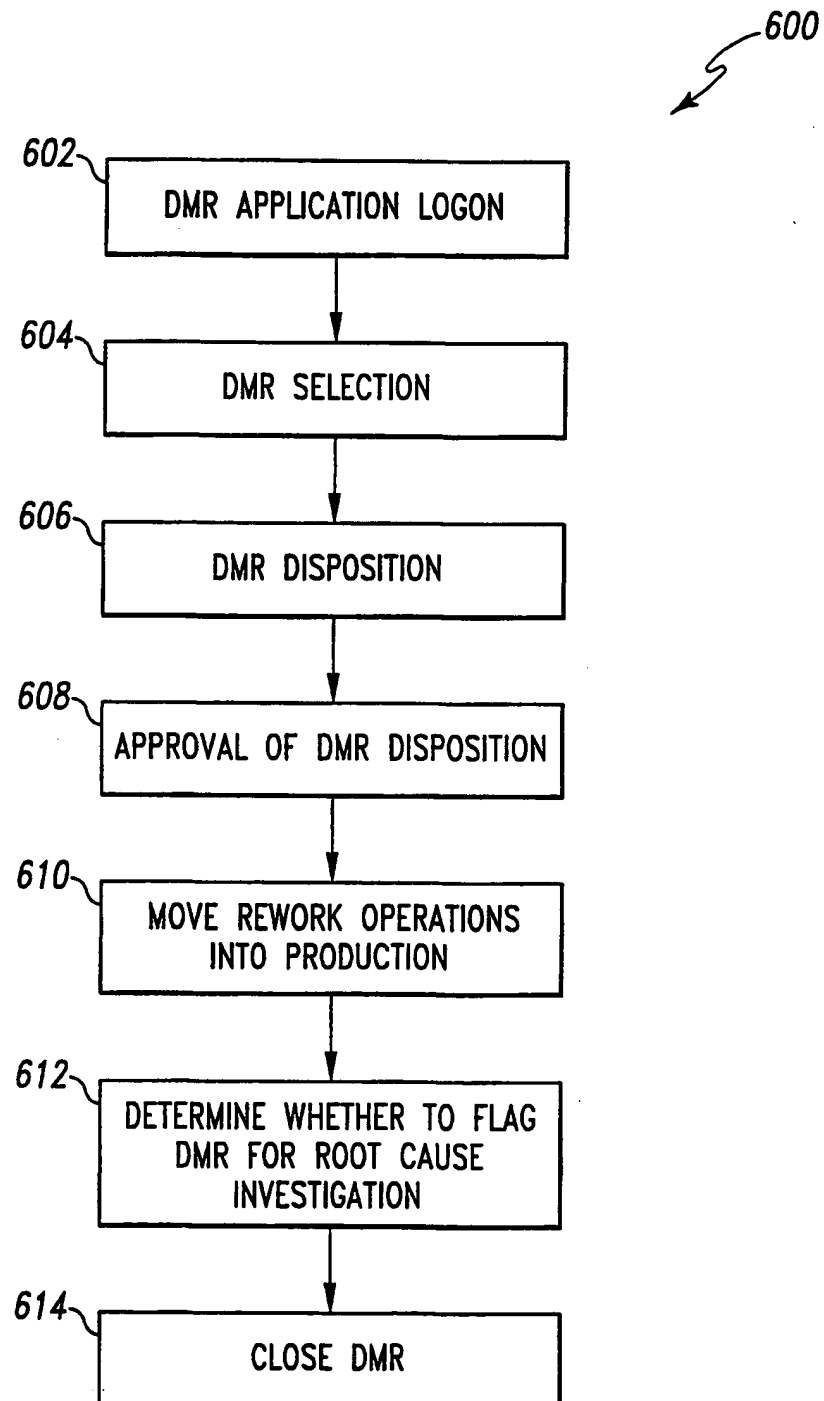 600
602
DMR APPLICATION LOGON
604
DMR SELECTION
606
DMR DISPOSITION
608
APPROVAL OF DMR DISPOSITION
610
MOVE REWORK OPERATIONS
INTO PRODUCTION
612
DETERMINE WHETHER TO FLAG
DMR FOR ROOT CAUSE
INVESTIGATION
614
CLOSE DMR